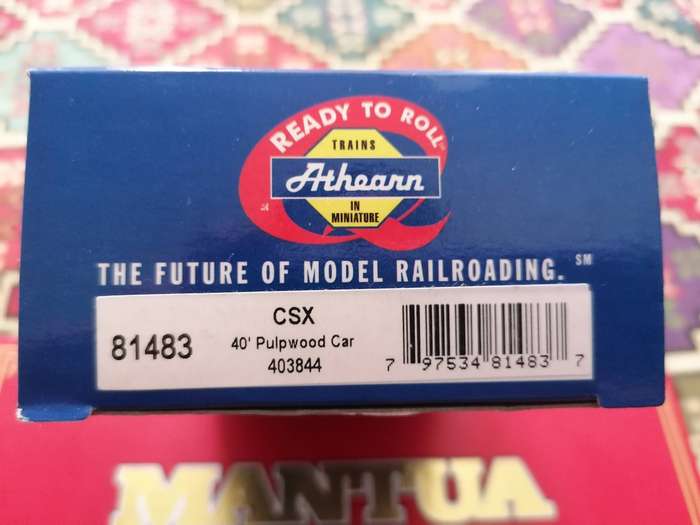 READY TO ROLL
TRAINS
Athearn
IN
MINIATURE
THE FUTURE OF MODEL RAILROADING. SM
81483
CSX
40' Pulpwood Car
403844
7 97534 81483 7
MANTUA